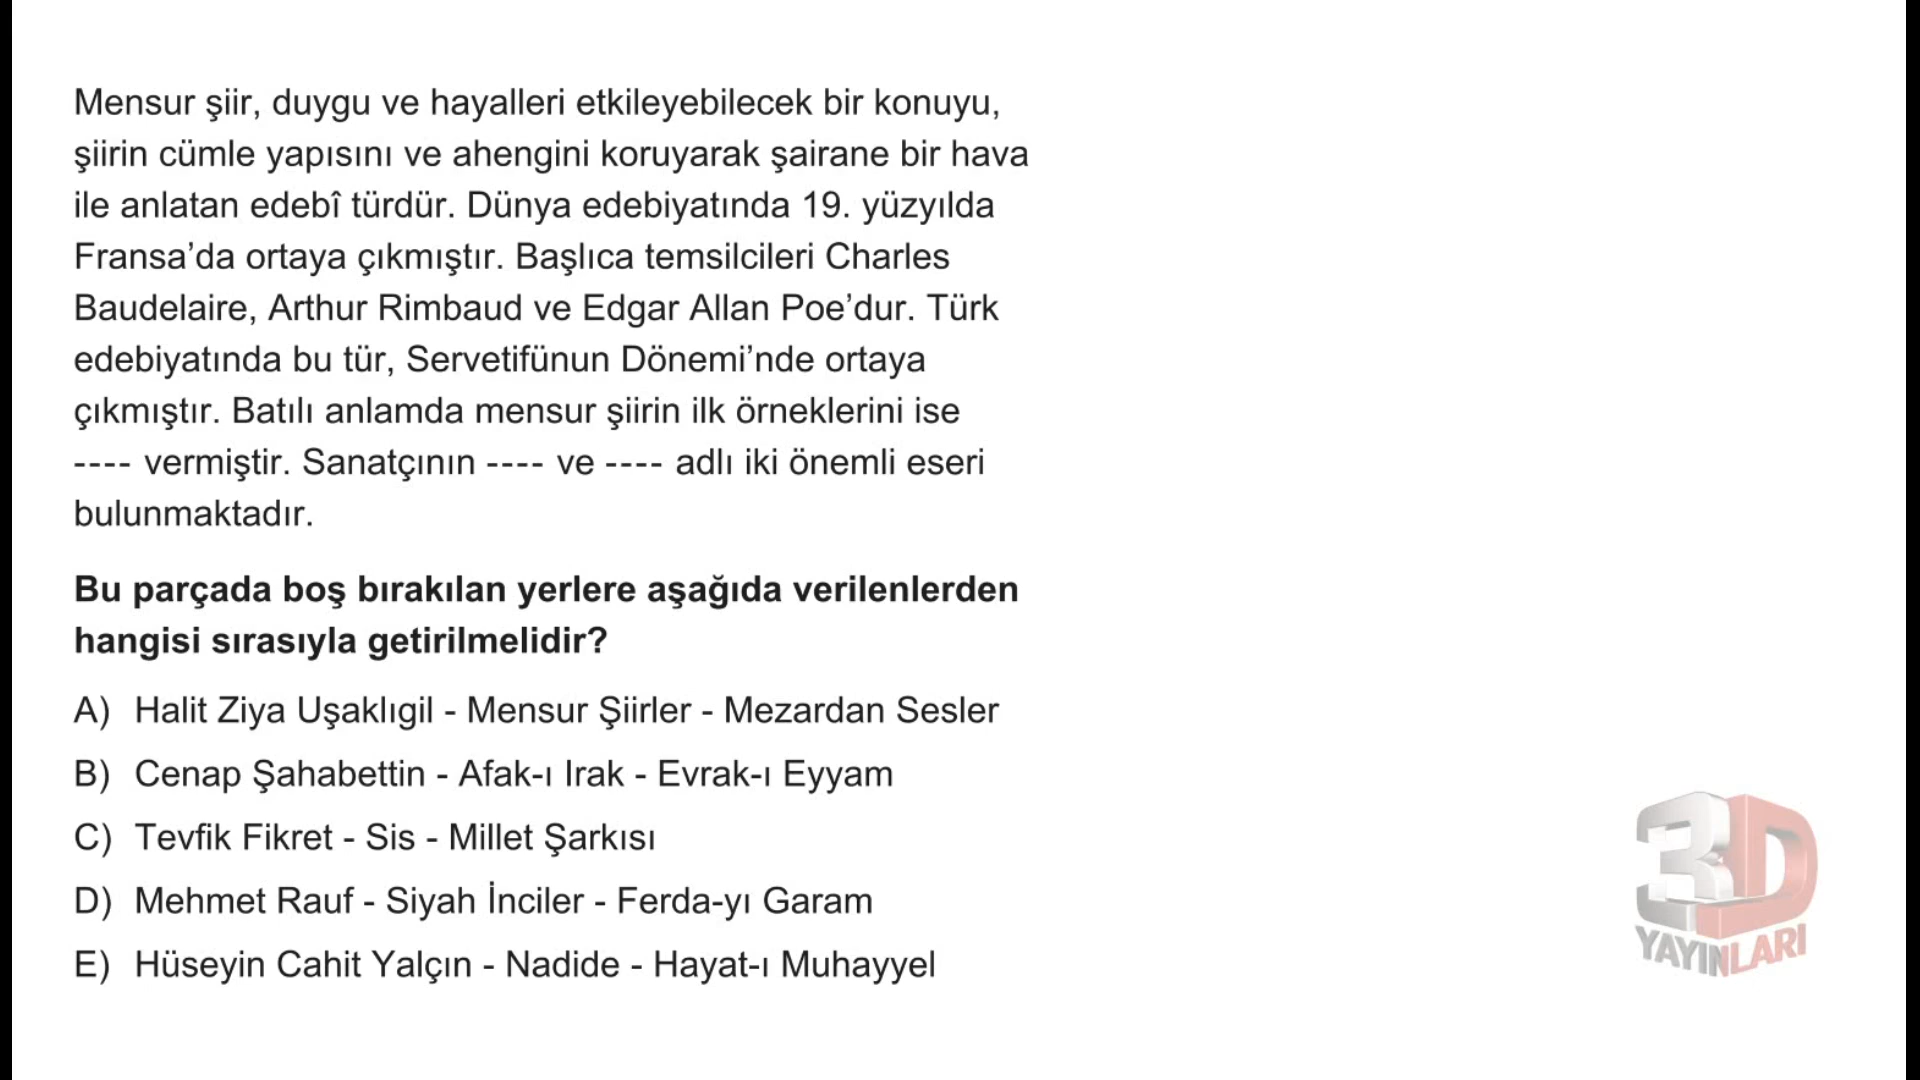 Mensur şiir, duygu ve hayalleri etkileyebilecek bir konuyu,
şiirin cümle yapısını ve ahengini koruyarak şairane bir hava
ile anlatan edebî türdür. Dünya edebiyatında 19. yüzyılda
Fransa’da ortaya çıkmıştır. Başlıca temsilcileri Charles
Baudelaire, Arthur Rimbaud ve Edgar Allan Poe’dur. Türk
edebiyatında bu tür, Servetifünun Dönemi’nde ortaya
çıkmıştır. Batılı anlamda mensur şiirin ilk örneklerini ise
---- vermiştir. Sanatçının ---- ve ---- adlı iki önemli eseri
bulunmaktadır.
Bu parçada boş bırakılan yerlere aşağıda verilenlerden
hangisi sırasıyla getirilmelidir?
A) Halit Ziya Uşaklıgil - Mensur Şiirler - Mezardan Sesler
B) Cenap Şahabettin - Afak-ı Irak - Evrak-ı Eyyam
C) Tevfik Fikret - Sis - Millet Şarkısı
D) Mehmet Rauf - Siyah İnciler - Ferda-yı Garam
E) Hüseyin Cahit Yalçın - Nadide - Hayat-ı Muhayyel
3D
YAYINLARI